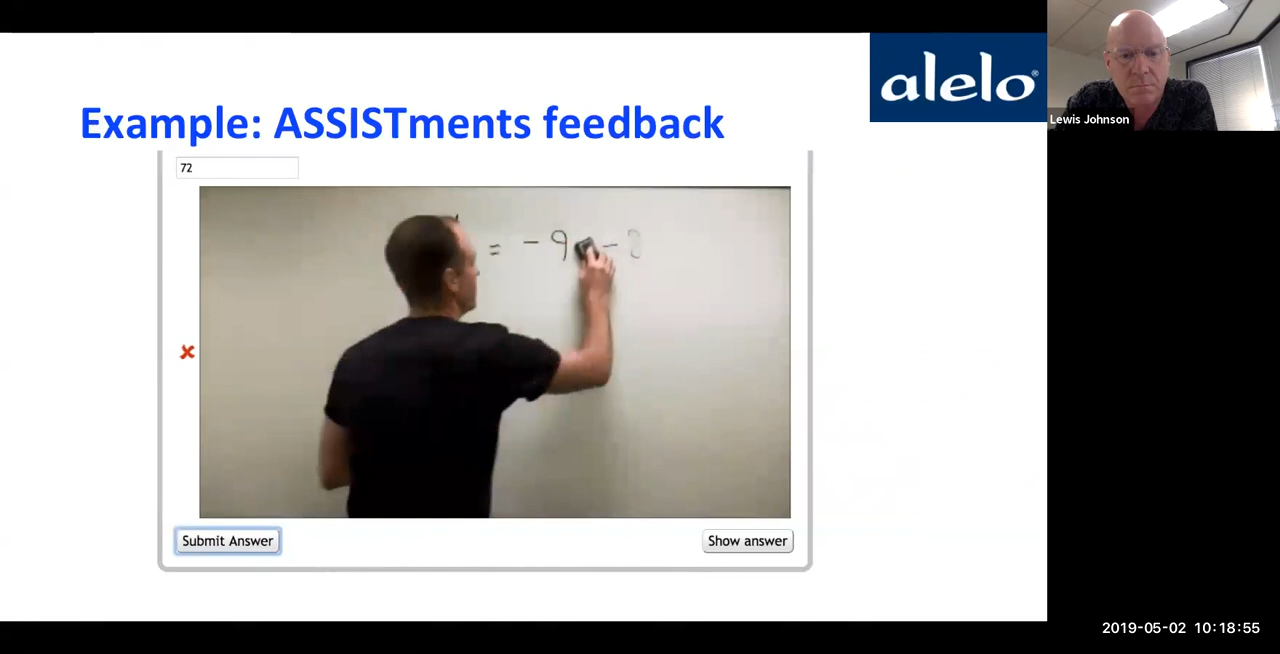 alelo®
Lewis Johnson
Example: ASSISTments feedback
72
= -9 -
Submit Answer
Show answer
2019-05-02 10:18:55